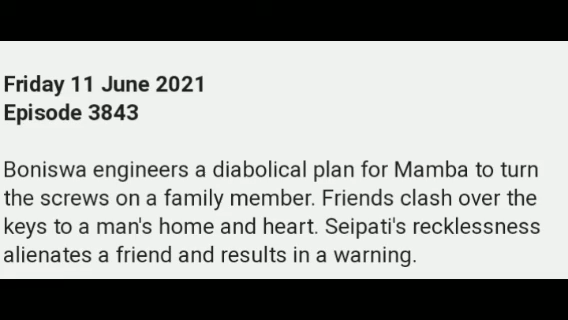 Friday 11 June 2021
Episode 3843
Boniswa engineers a diabolical plan for Mamba to turn
the screws on a family member. Friends clash over the
keys to a man's home and heart. Seipati's recklessness
alienates a friend and results in a warning.